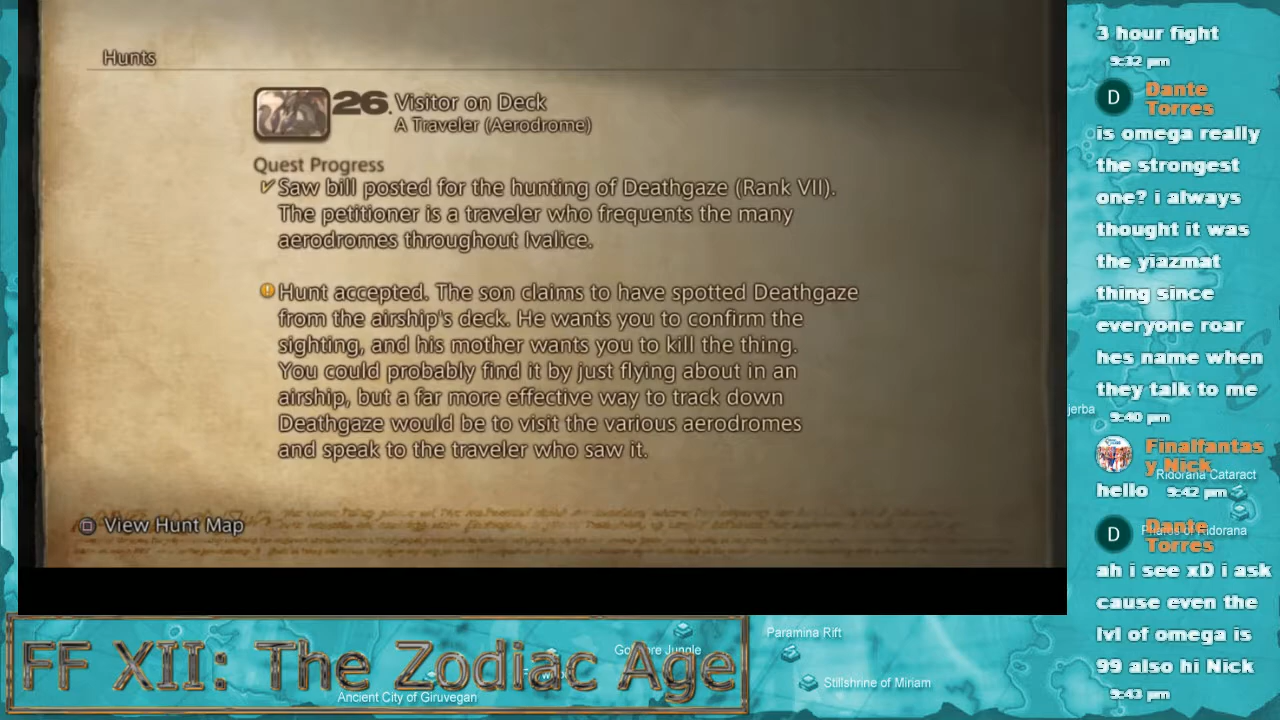 Hunts
26. Visitor on Deck
A Traveler (Aerodrome)
Quest Progress
Saw bill posted for the hunting of Deathgaze (Rank VII).
The petitioner is a traveler who frequents the many
aerodromes throughout Ivalice.
Hunt accepted. The son claims to have spotted Deathgaze
from the airship's deck. He wants you to confirm the
sighting, and his mother wants you to kill the thing.
You could probably find it by just flying about in an
airship, but a far more effective way to track down
Deathgaze would be to visit the various aerodromes
and speak to the traveler who saw it.
View Hunt Map
3 hour fight
9:32 pm
D
Dante
Torres
is omega really
the strongest
one? i always
thought it was
the yiazmat
thing since
everyone roar
hes name when
they talk to me
9:40 pm
jerba
Finalfantas
y Nick
Ridorana Cataract
hello 9:42 pm
D
Dante
Torres
Pharos of Ridorana
ah i see xD i ask
cause even the
lvl of omega is
99 also hi Nick
9:43 pm
FF XII: The Zodiac Age
Paramina Rift
Stillshrine of Miriam
Ancient City of Giruvegan